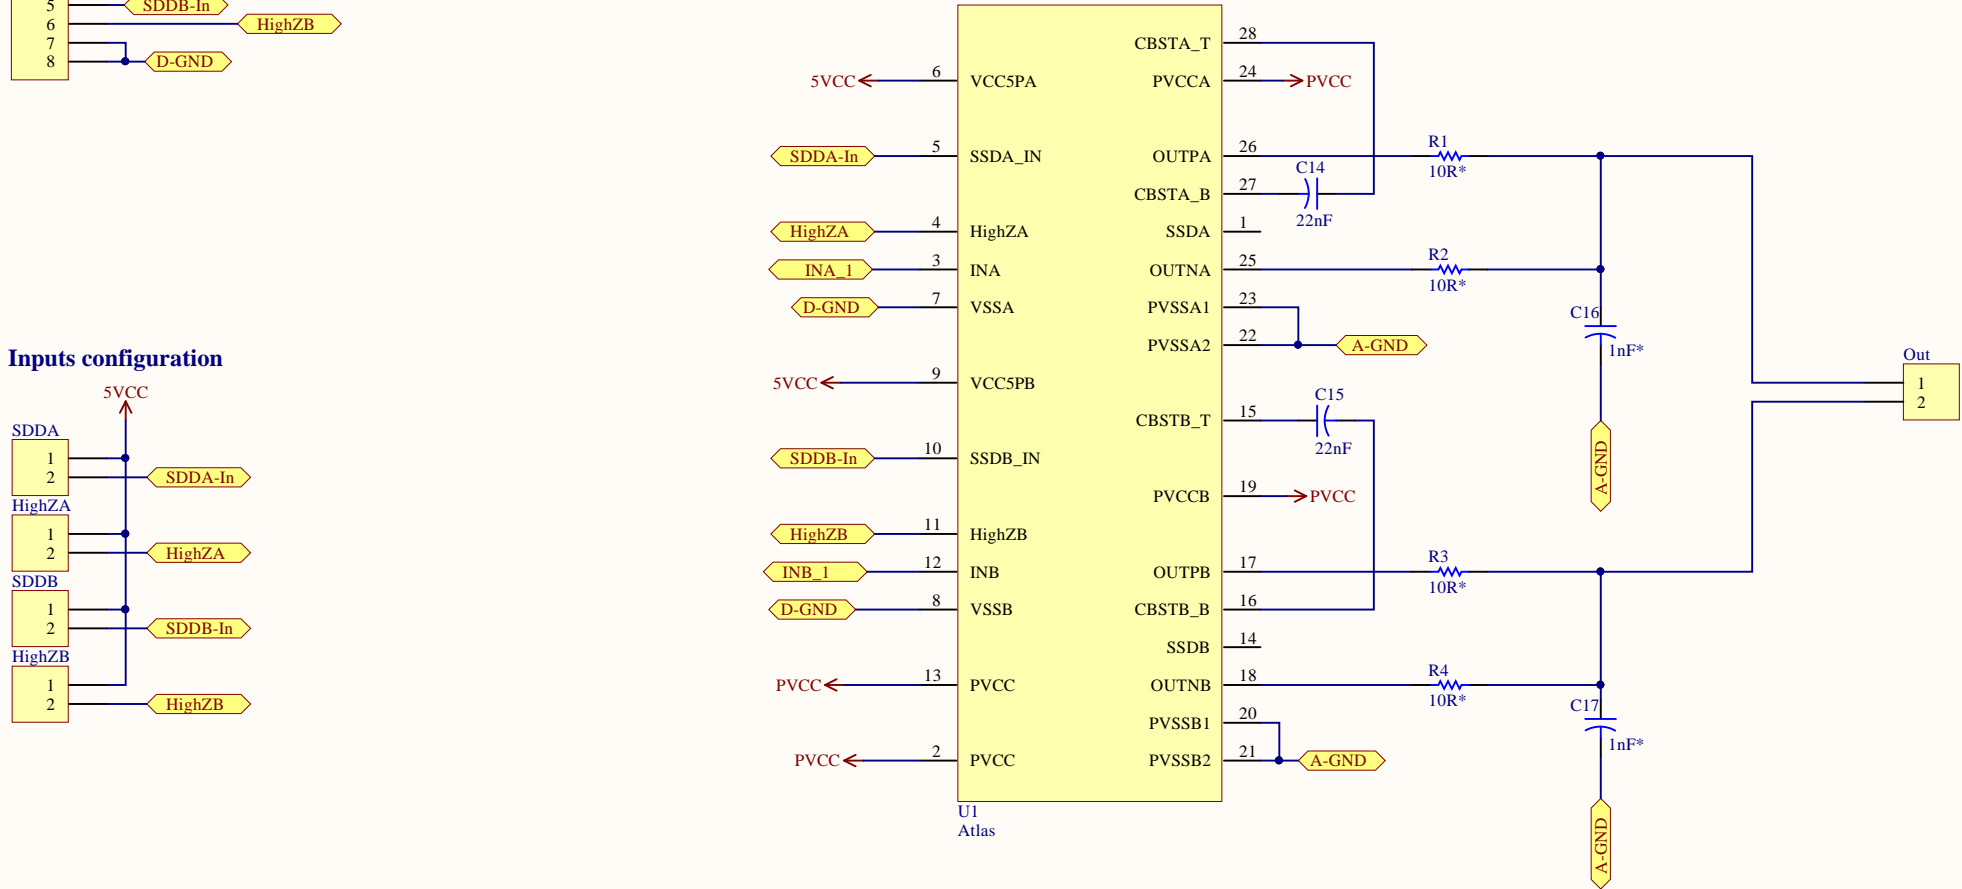 5 SDDB-In
6 HighZB
7
8 D-GND
Inputs configuration
5VCC
SDDA
1
2 SDDA-In
HighZA
1
2 HighZA
SDDB
1
2 SDDB-In
HighZB
1
2 HighZB
5VCC 6 VCC5PA
SDDA-In 5 SSDA_IN
HighZA 4 HighZA
INA_1 3 INA
D-GND 7 VSSA
5VCC 9 VCC5PB
SDDB-In 10 SSDB_IN
HighZB 11 HighZB
INB_1 12 INB
D-GND 8 VSSB
PVCC 13 PVCC
PVCC 2 PVCC
CBSTA_T 28
PVCCA 24 PVCC
OUTPA 26
CBSTA_B 27
SSDA 1
OUTNA 25
PVSSA1 23
PVSSA2 22 A-GND
CBSTB_T 15
PVCCB 19 PVCC
OUTPB 17
CBSTB_B 16
SSDB 14
OUTNB 18
PVSSB1 20
PVSSB2 21 A-GND
U1
Atlas
C14
22nF
C15
22nF
R1
10R*
R2
10R*
R3
10R*
R4
10R*
C16
1nF*
A-GND
C17
1nF*
A-GND
Out
1
2